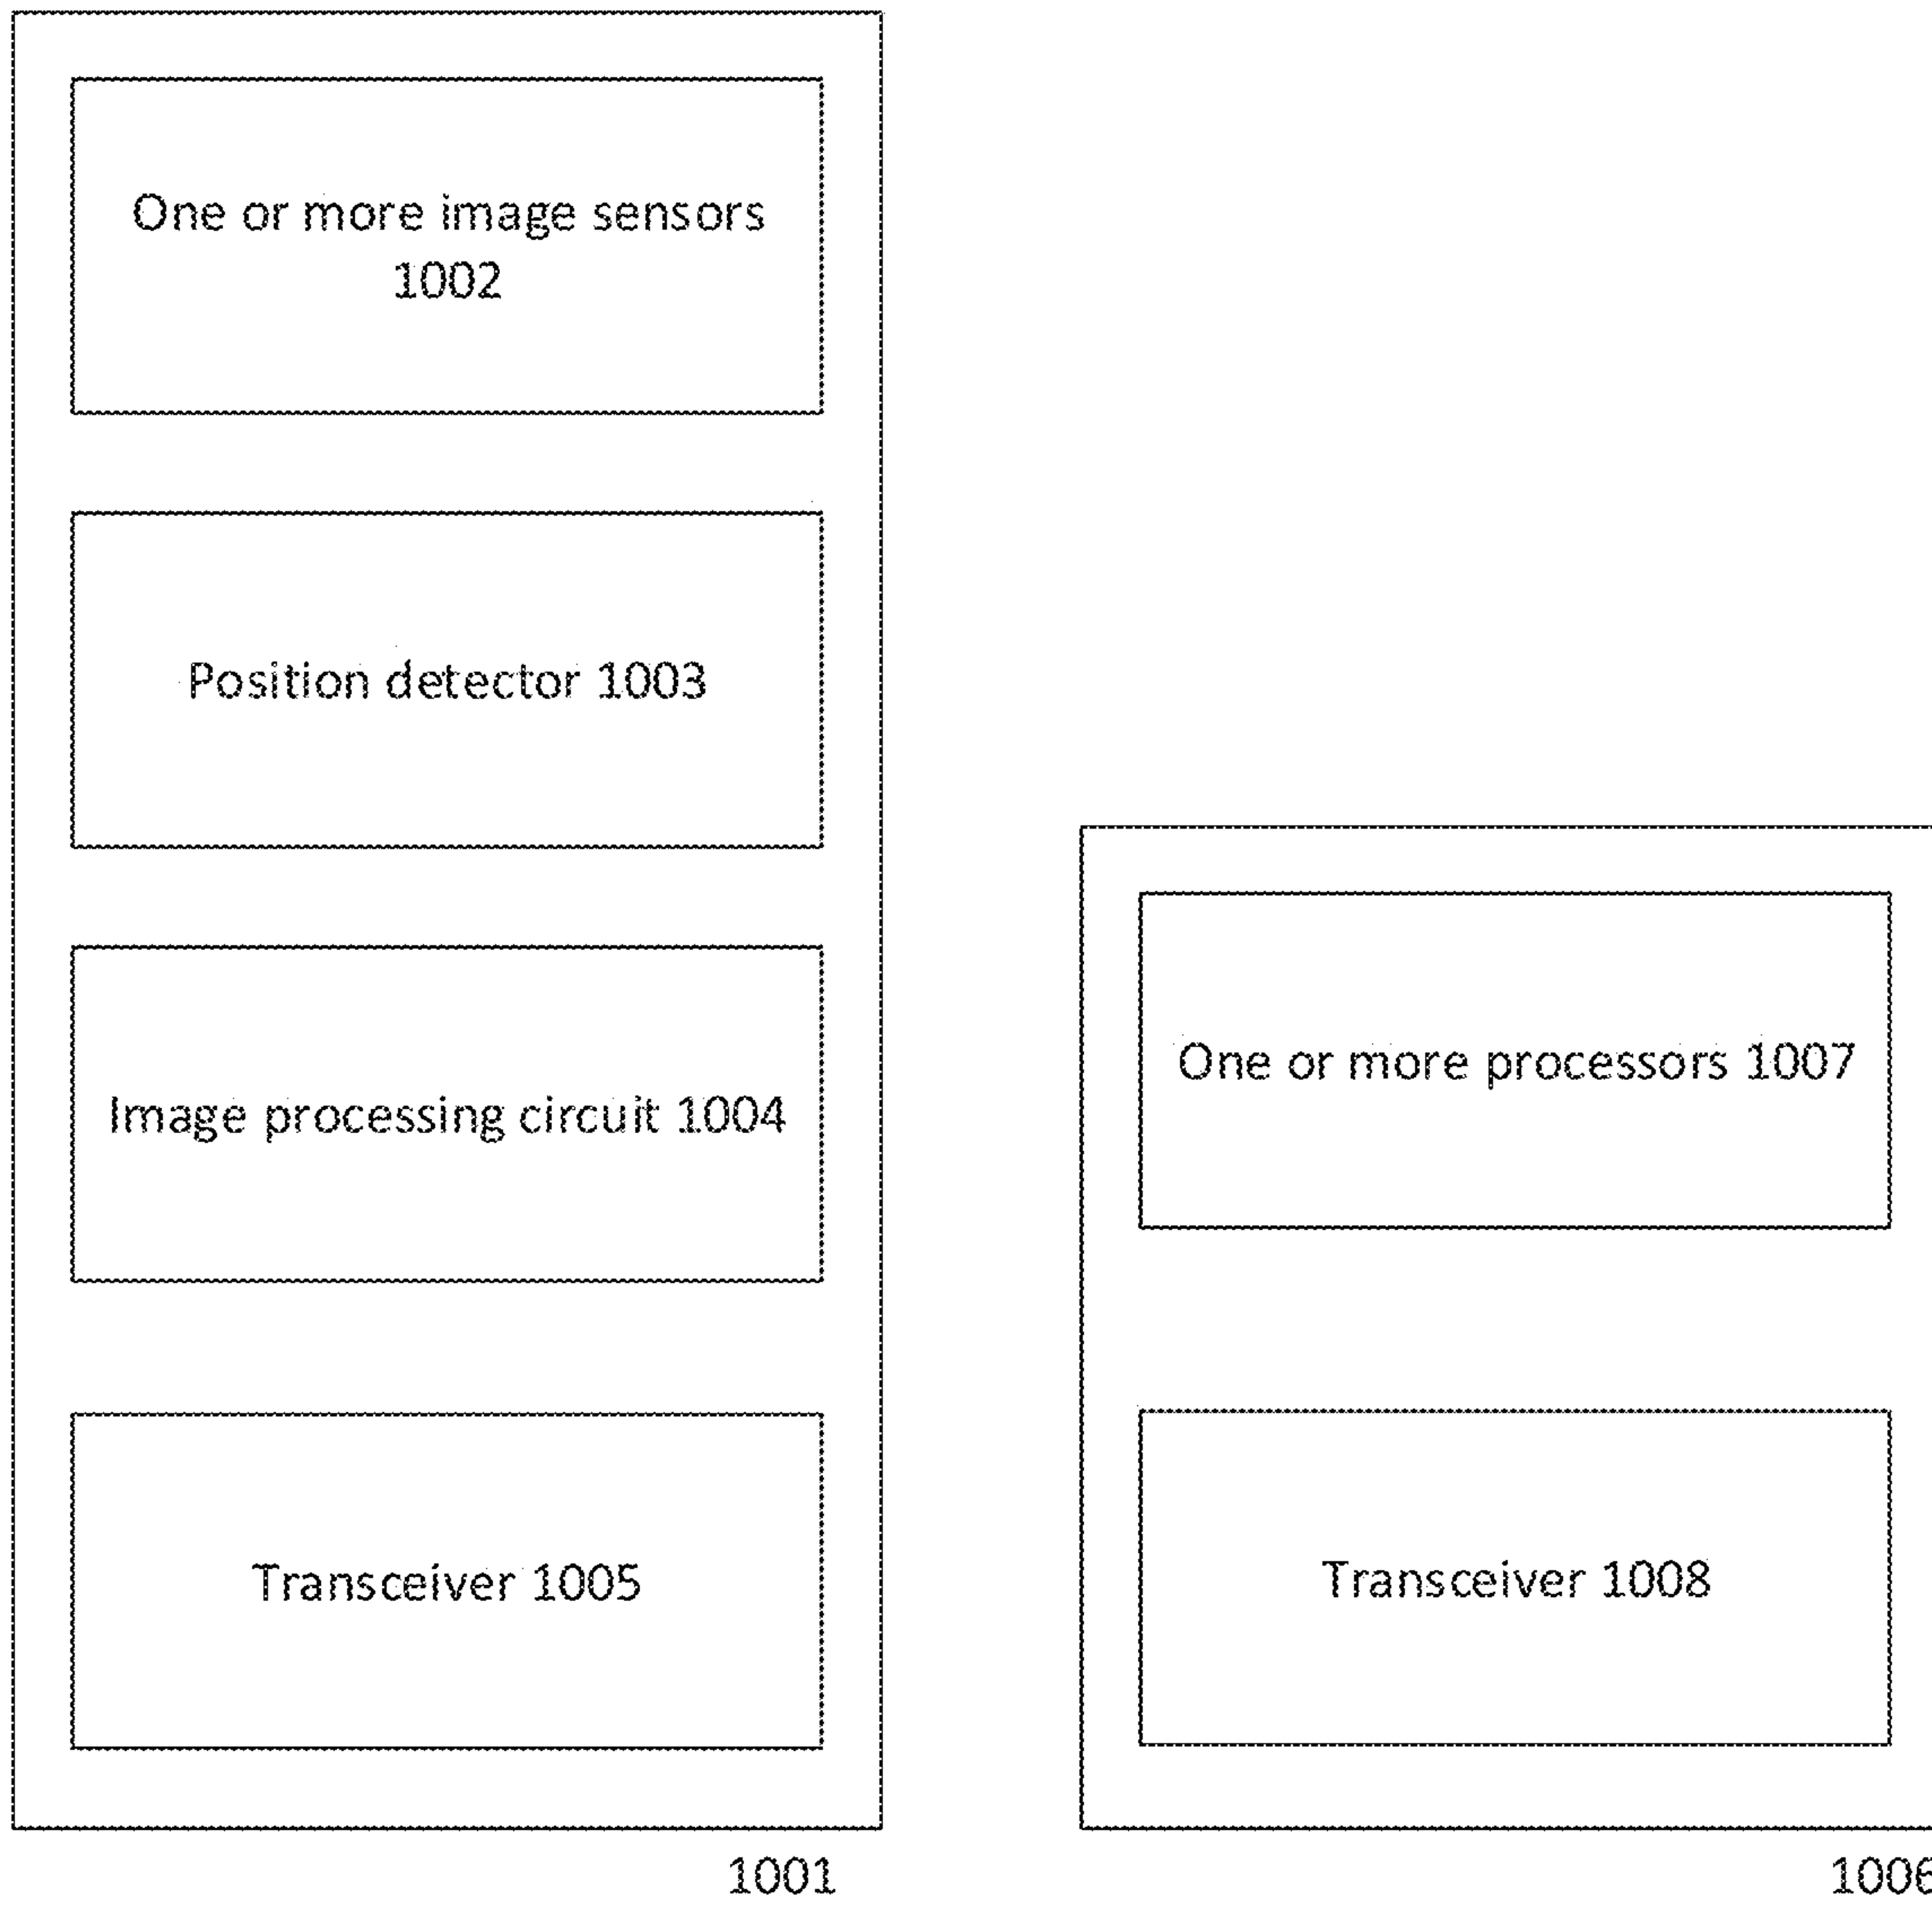 One or more image sensors
1002
Position detector 1003
Image processing circuit 1004
Transceiver 1005
1001
One or more processors 1007
Transceiver 1008
1006